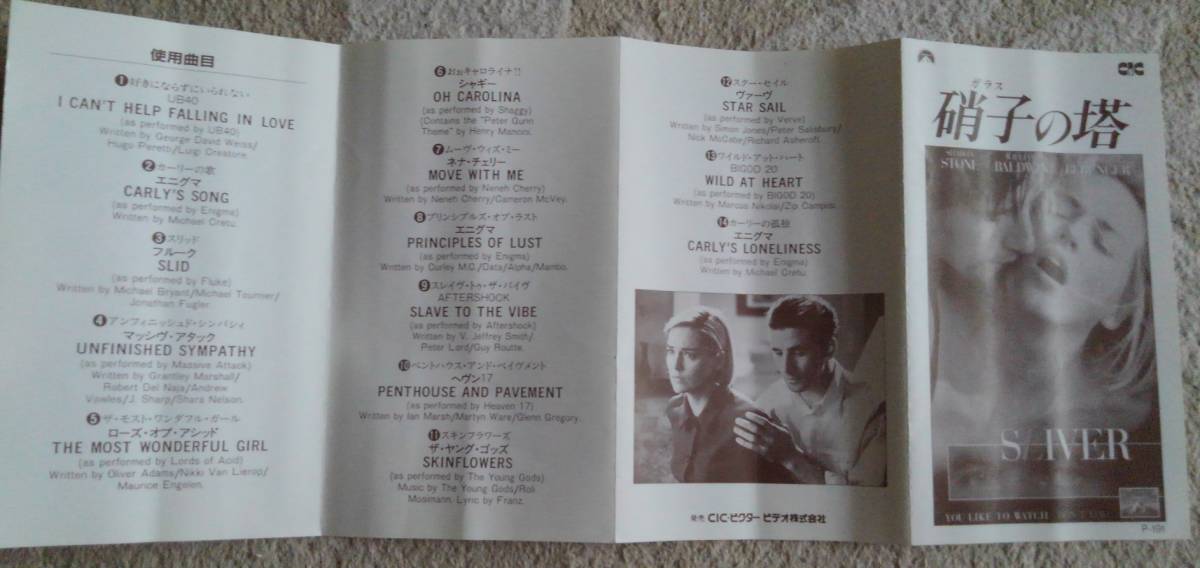 使用曲目
❶好きにならずにいられない
UB40
I CAN'T HELP FALLING IN LOVE
(as performed by UB40)
Written by George David Weiss/
Hugo Peretti/Luigi Creatore.
❷カーリーの歌
エニグマ
CARLY'S SONG
(as performed by Enigma)
Written by Michael Cretu.
❸スリッド
フルーク
SLID
(as performed by Fluke)
Written by Michael Bryant/Michael Tournier/
Jonathan Fugler.
❹アンフィニッシュド・シンパシィ
マッシヴ・アタック
UNFINISHED SYMPATHY
(as performed by Massive Attack)
Written by Grantley Marshall/
Robert Del Naja/Andrew
Vowles/J. Sharp/Shara Nelson.
❺ザ・モスト・ワンダフル・ガール
ローズ・オブ・アシッド
THE MOST WONDERFUL GIRL
(as performed by Lords of Acid)
Written by Oliver Adams/Nikki Van Lierop/
Maurice Engelen.
❻おぉキャロライナ!!
シャギー
OH CAROLINA
(as performed by Shaggy)
(Contains the "Peter Gunn
Theme" by Henry Mancini.
❼ムーヴ・ウィズ・ミー
ネナ・チェリー
MOVE WITH ME
(as performed by Neneh Cherry)
Written by Neneh Cherry/Cameron McVey.
❽プリンシプルズ・オブ・ラスト
エニグマ
PRINCIPLES OF LUST
(as performed by Enigma)
Written by Curley M.C./Data/Alpha/Mambo.
❾スレイヴ・トゥ・ザ・バイヴ
AFTERSHOCK
SLAVE TO THE VIBE
(as performed by Aftershock)
Written by V. Jeffrey Smith/
Peter Lord/Guy Routte.
❿ペントハウス・アンド・ペイヴメント
ヘヴン17
PENTHOUSE AND PAVEMENT
(as performed by Heaven 17)
Written by Ian Marsh/Martyn Ware/Glenn Gregory.
⓫スキンフラワーズ
ザ・ヤング・ゴッズ
SKINFLOWERS
(as performed by The Young Gods)
Music by The Young Gods/Roli
Mosimann. Lyric by Franz.
⓬スター・セイル
ヴァーヴ
STAR SAIL
(as performed by Verve)
Written by Simon Jones/Peter Salisbury/
Nick McCabe/Richard Ashcroft.
⓭ワイルド・アット・ハート
BIGOD 20
WILD AT HEART
(as performed by BIGOD 20)
Written by Marcus Nikolai/Zip Campisi.
⓮カーリーの孤独
エニグマ
CARLY'S LONELINESS
(as performed by Enigma)
Written by Michael Cretu.
発売 CIC・ビクター ビデオ株式会社
CIC
ガラス
硝子の塔
SHARON
STONE
WILLIAM
BALDWIN
BERENGER
SLIVER
YOU LIKE TO WATCH
P-191